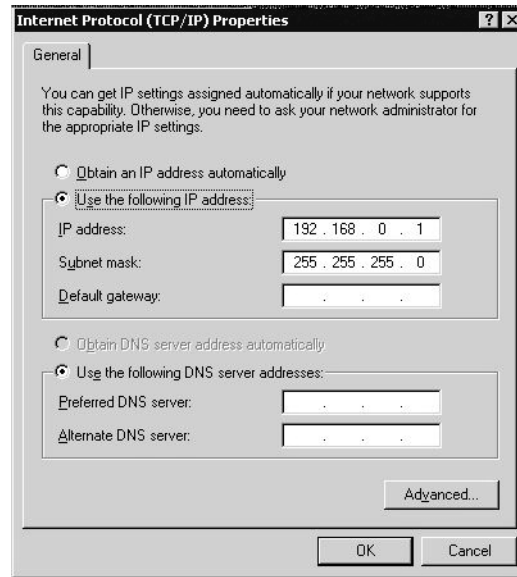 Internet Protocol (TCP/IP) Properties
General
You can get IP settings assigned automatically if your network supports
this capability. Otherwise, you need to ask your network administrator for
the appropriate IP settings.
Obtain an IP address automatically
Use the following IP address:
IP address: 192 . 168 . 0 . 1
Subnet mask: 255 . 255 . 255 . 0
Default gateway: . . .
Obtain DNS server address automatically
Use the following DNS server addresses:
Preferred DNS server: . . .
Alternate DNS server: . . .
Advanced...
OK Cancel